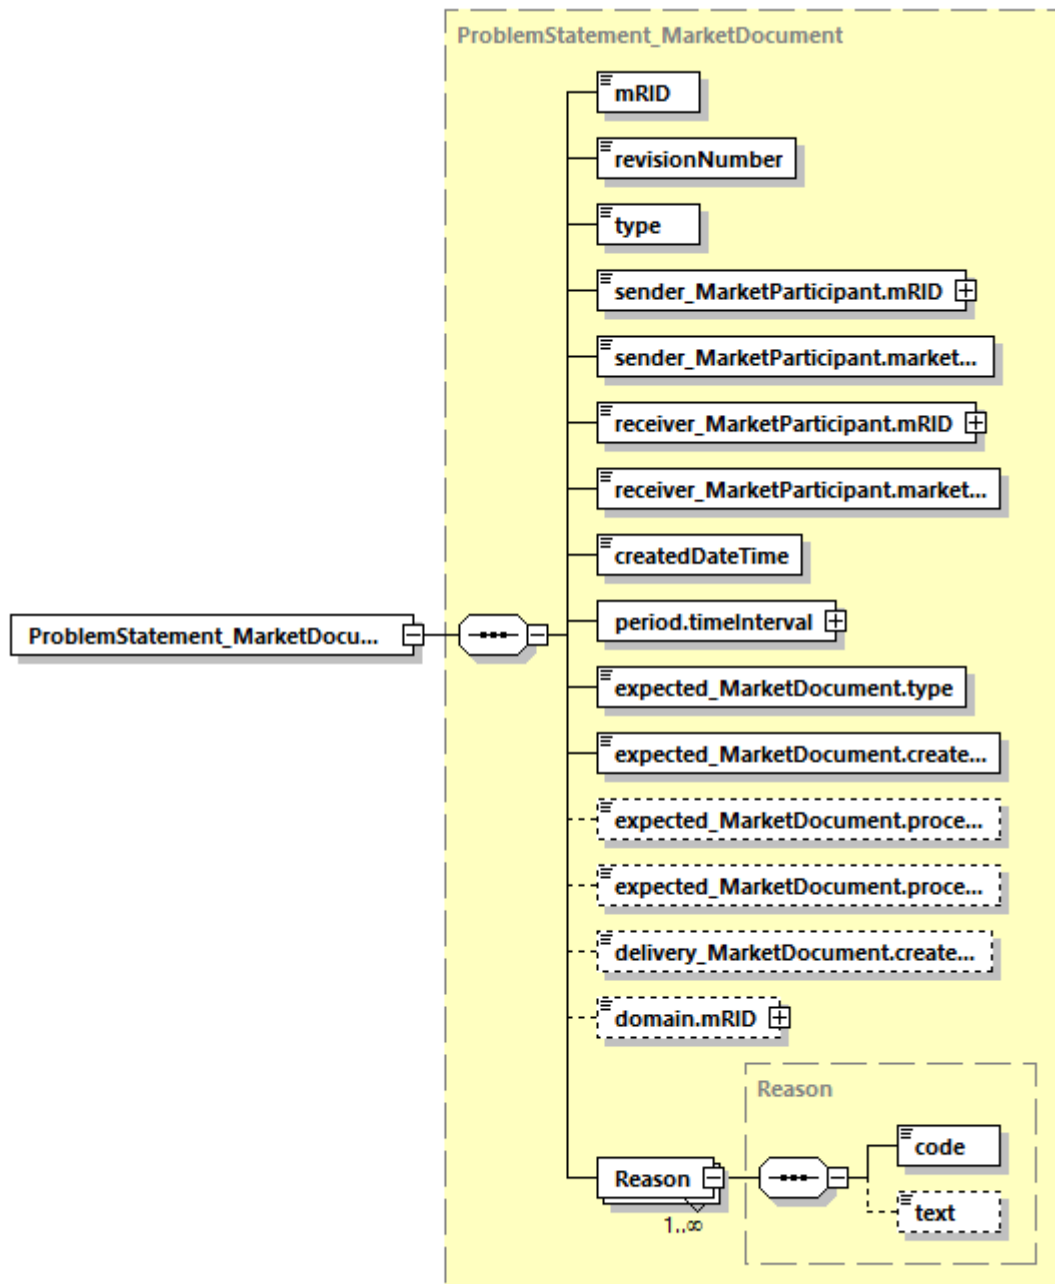 ProblemStatement_MarketDocument
mRID
revisionNumber
type
sender_MarketParticipant.mRID
sender_MarketParticipant.market...
receiver_MarketParticipant.mRID
receiver_MarketParticipant.market...
createdDateTime
period.timeInterval
ProblemStatement_MarketDocu...
expected_MarketDocument.type
expected_MarketDocument.create...
expected_MarketDocument.proce...
expected_MarketDocument.proce...
delivery_MarketDocument.create...
domain.mRID
Reason
code
Reason
text
1..∞